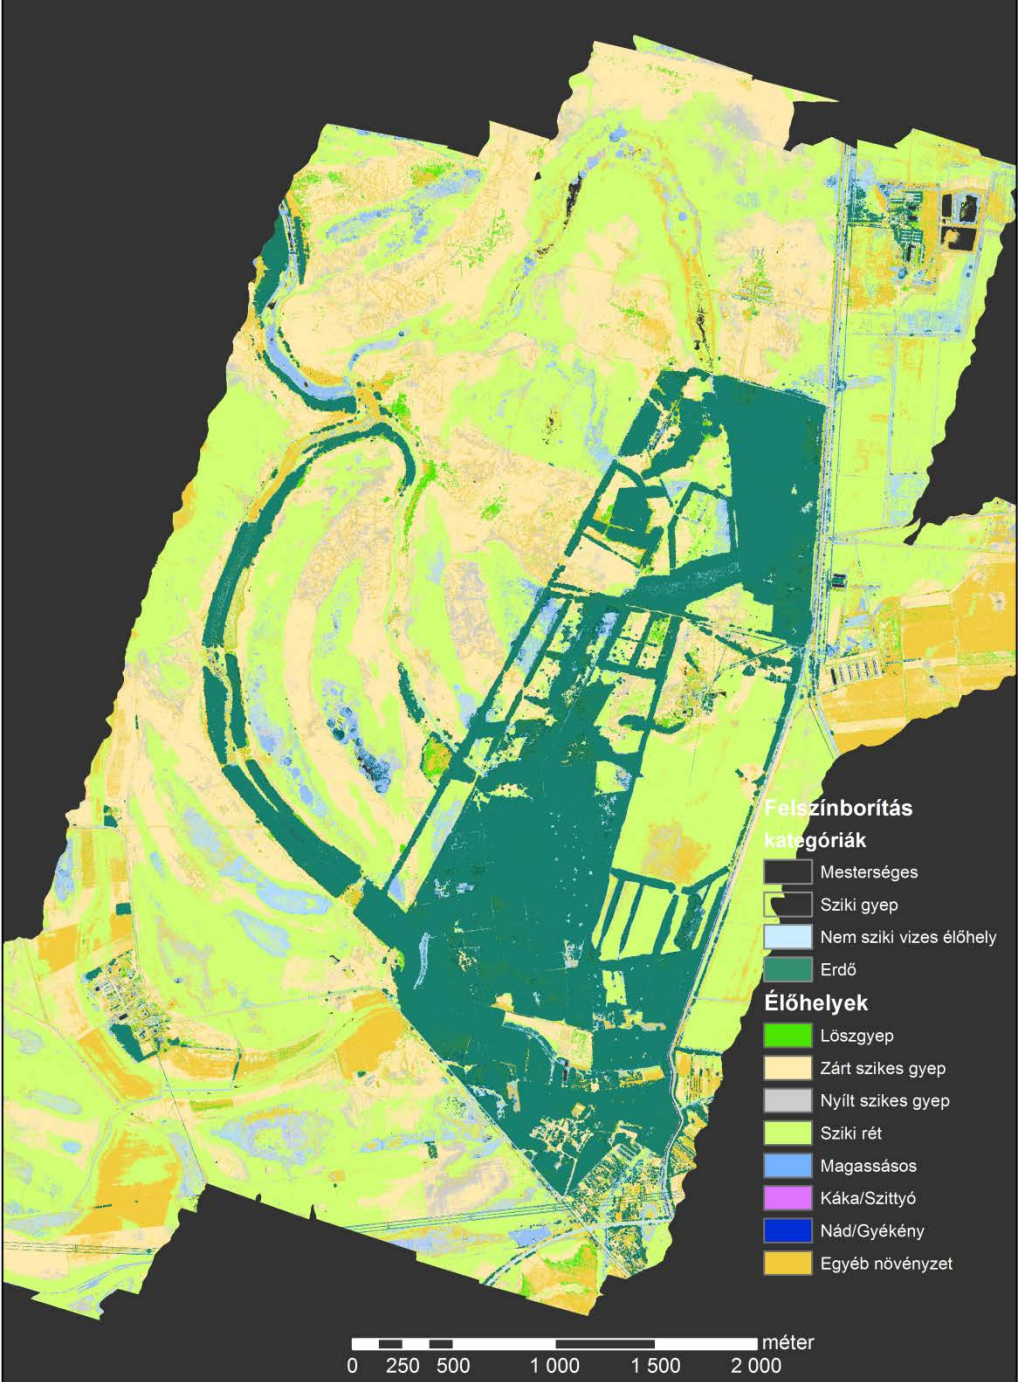 Felszínborítás
kategóriák
Mesterséges
Sziki gyep
Nem sziki vizes élőhely
Erdő
Élőhelyek
Löszgyep
Zárt szikes gyep
Nyílt szikes gyep
Sziki rét
Magassásos
Káka/Szittyó
Nád/Gyékény
Egyéb növényzet
méter
0 250 500 1 000 1 500 2 000